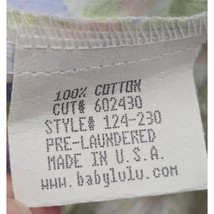 100% COTTON
CUT# 602430
STYLE# 124-230
PRE-LAUNDERED
MADE IN U.S.A.
www.babylulu.com